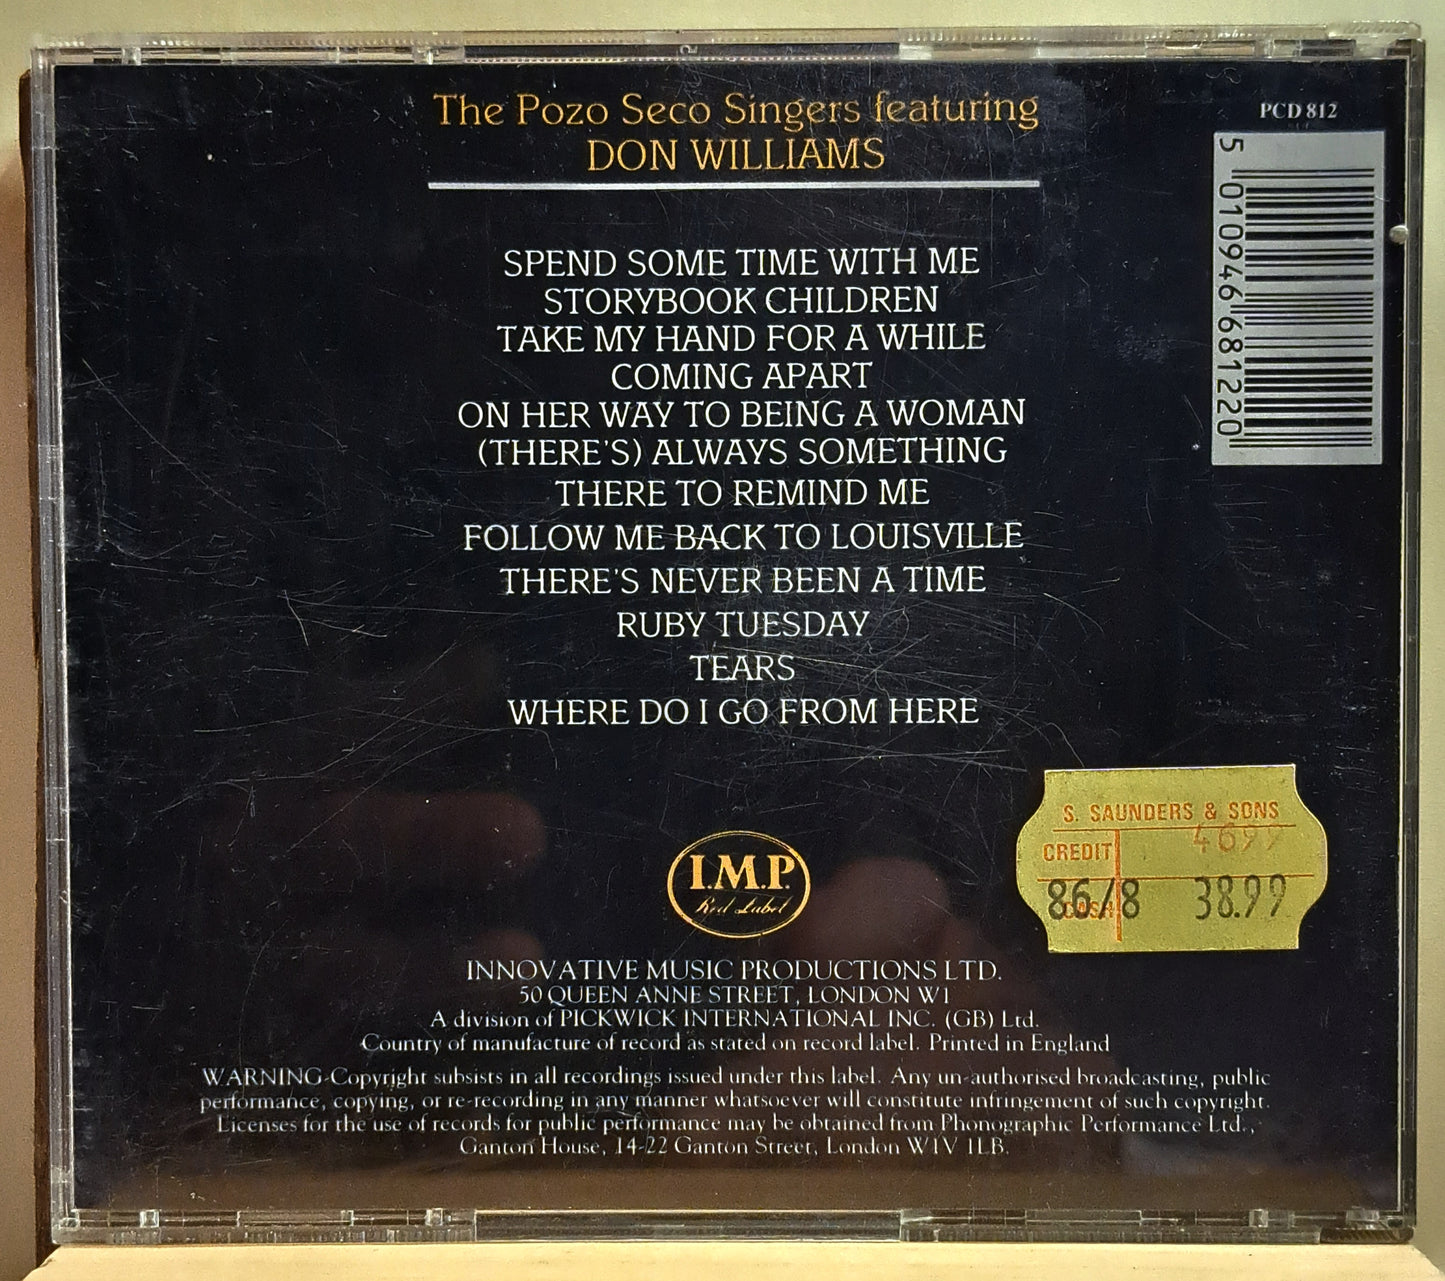 The Pozo Seco Singers featuring
DON WILLIAMS
PCD 812
5 010946 681220
SPEND SOME TIME WITH ME
STORYBOOK CHILDREN
TAKE MY HAND FOR A WHILE
COMING APART
ON HER WAY TO BEING A WOMAN
(THERE'S) ALWAYS SOMETHING
THERE TO REMIND ME
FOLLOW ME BACK TO LOUISVILLE
THERE'S NEVER BEEN A TIME
RUBY TUESDAY
TEARS
WHERE DO I GO FROM HERE
S. SAUNDERS & SONS
CREDIT 4699
CASH
86/8 38.99
I.M.P.
Red Label
INNOVATIVE MUSIC PRODUCTIONS LTD.
50 QUEEN ANNE STREET, LONDON W1
A division of PICKWICK INTERNATIONAL INC. (GB) Ltd.
Country of manufacture of record as stated on record label. Printed in England
WARNING-Copyright subsists in all recordings issued under this label. Any un-authorised broadcasting, public
performance, copying, or re-recording in any manner whatsoever will constitute infringement of such copyright.
Licenses for the use of records for public performance may be obtained from Phonographic Performance Ltd.,
Ganton House, 14-22 Ganton Street, London W1V 1LB.